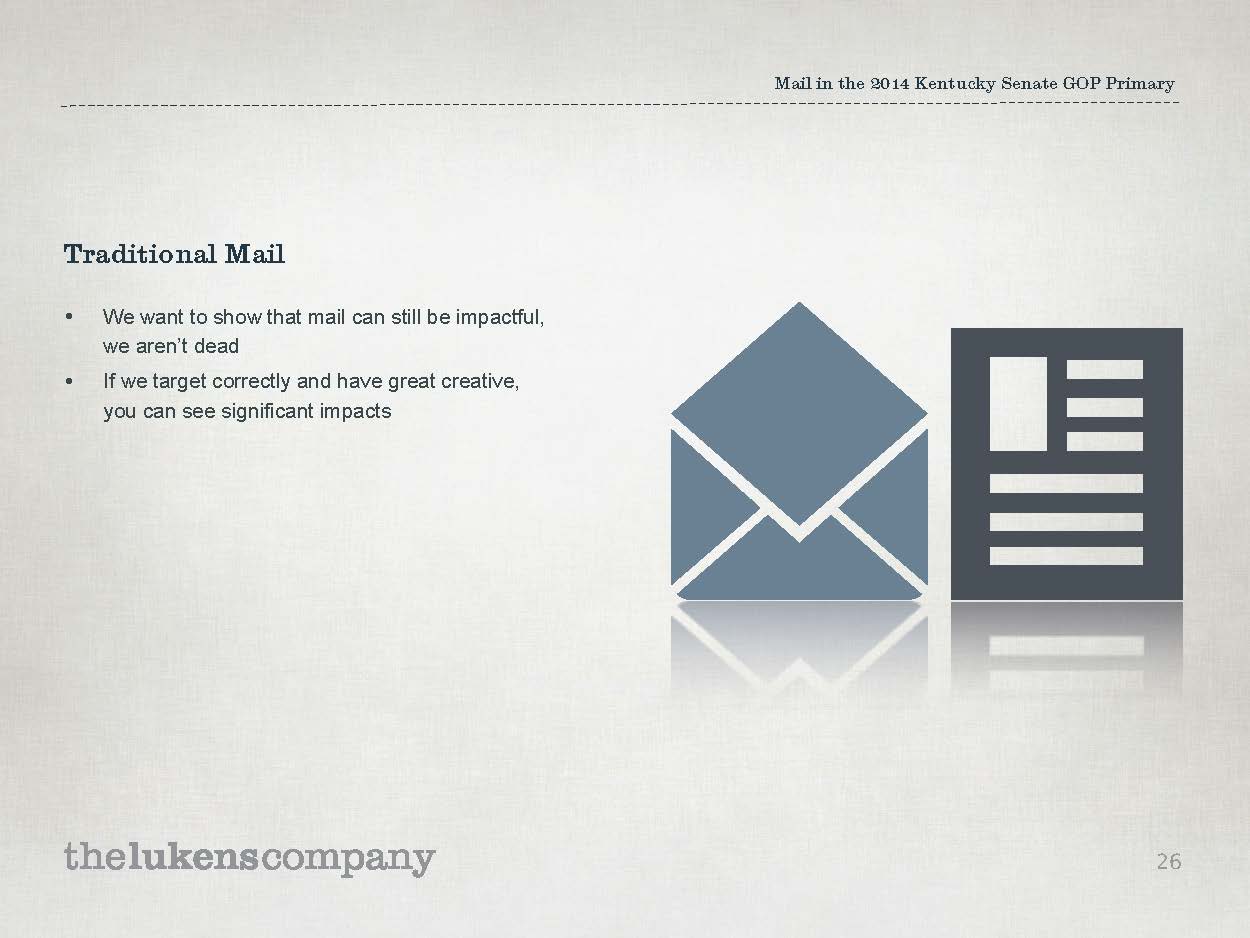 Mail in the 2014 Kentucky Senate GOP Primary
Traditional Mail
• We want to show that mail can still be impactful,
we aren’t dead
• If we target correctly and have great creative,
you can see significant impacts
thelukenscompany
26